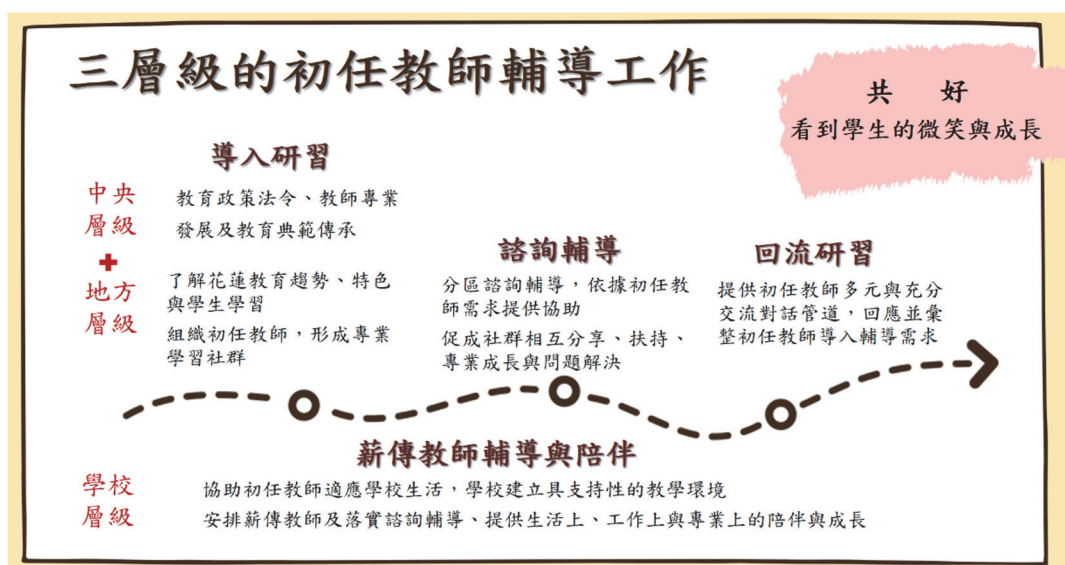 三層級的初任教師輔導工作
共 好
看到學生的微笑與成長
導入研習
中央
層級
教育政策法令、教師專業
發展及教育典範傳承
+
地方
層級
了解花蓮教育趨勢、特色
與學生學習
組織初任教師，形成專業
學習社群
諮詢輔導
分區諮詢輔導，依據初任教
師需求提供協助
促成社群相互分享、扶持、
專業成長與問題解決
回流研習
提供初任教師多元與充分
交流對話管道，回應並彙
整初任教師導入輔導需求
薪傳教師輔導與陪伴
學校
層級
協助初任教師適應學校生活，學校建立具支持性的教學環境
安排薪傳教師及落實諮詢輔導、提供生活上、工作上與專業上的陪伴與成長